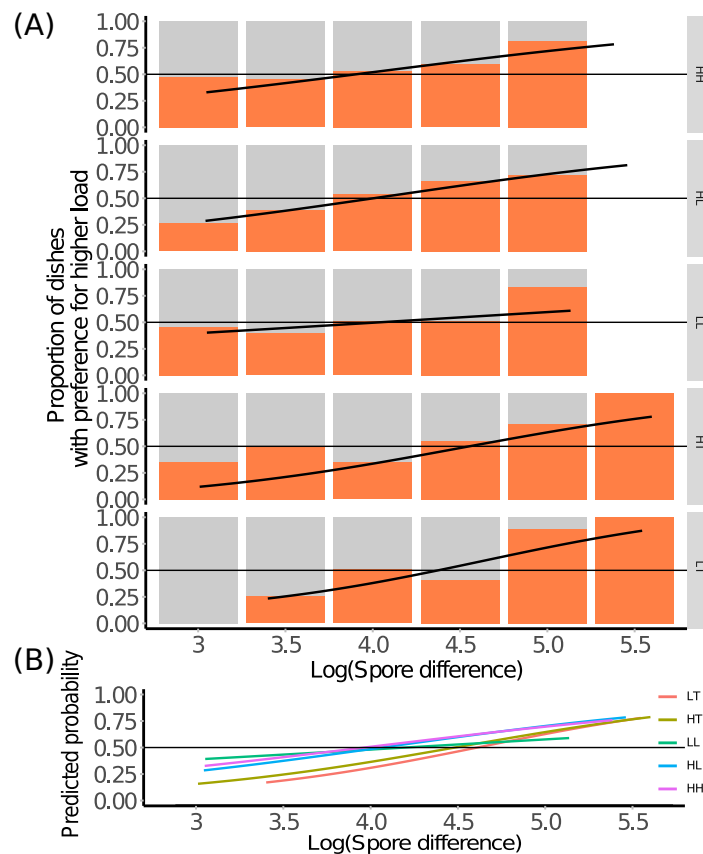 (A)
Proportion of dishes
with preference for higher load
1.00
0.75
0.50
0.25
0.00
HH
1.00
0.75
0.50
0.25
0.00
HL
1.00
0.75
0.50
0.25
0.00
LL
1.00
0.75
0.50
0.25
0.00
1.00
0.75
0.50
0.25
0.00
3
3.5
4.0
4.5
5.0
5.5
Log(Spore difference)
(B)
Predicted probability
1.00
0.75
0.50
0.25
0.00
LT
HT
LL
HL
HH
3
3.5
4.0
4.5
5.0
5.5
Log(Spore difference)